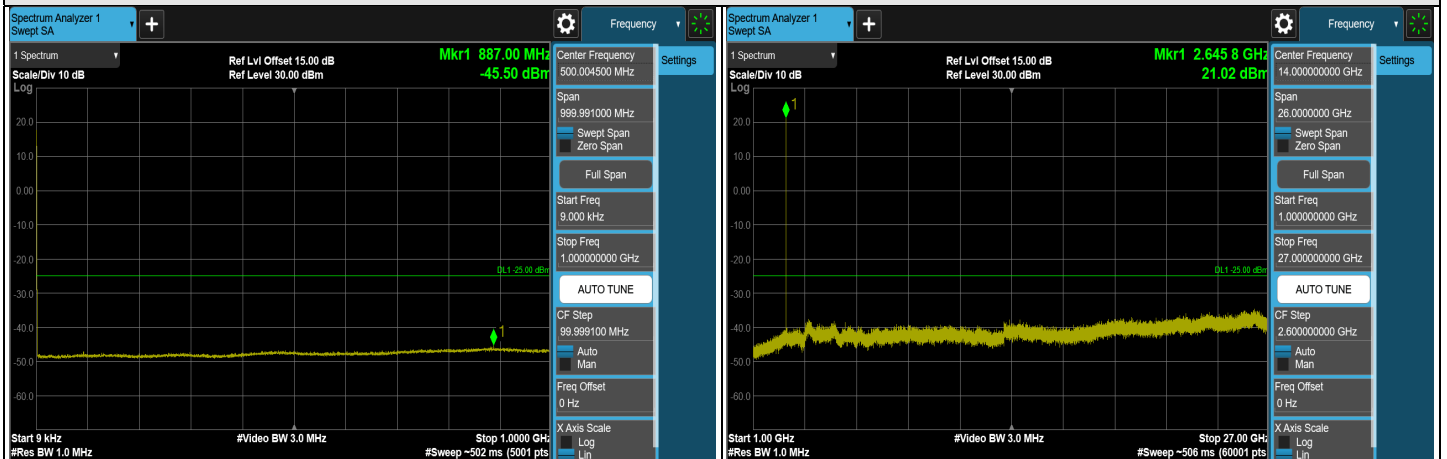 Spectrum Analyzer 1
Swept SA
+
Frequency
1 Spectrum
Scale/Div 10 dB
Log
Ref Lvl Offset 15.00 dB
Ref Level 30.00 dBm
Mkr1 887.00 MHz
-45.50 dBm
Settings
20.0
10.0
0.00
-10.0
-20.0
-30.0
-40.0
-50.0
-60.0
DL1 -25.00 dBm
1
Start 9 kHz
#Res BW 1.0 MHz
#Video BW 3.0 MHz
Stop 1.0000 GHz
#Sweep ~502 ms (5001 pts)
Center Frequency
500.004500 MHz
Span
999.991000 MHz
Swept Span
Zero Span
Full Span
Start Freq
9.000 kHz
Stop Freq
1.000000000 GHz
AUTO TUNE
CF Step
99.999100 MHz
Auto
Man
Freq Offset
0 Hz
X Axis Scale
Log
Lin
Spectrum Analyzer 1
Swept SA
+
Frequency
1 Spectrum
Scale/Div 10 dB
Log
Ref Lvl Offset 15.00 dB
Ref Level 30.00 dBm
Mkr1 2.645 8 GHz
21.02 dBm
Settings
20.0
10.0
0.00
-10.0
-20.0
-30.0
-40.0
-50.0
-60.0
DL1 -25.00 dBm
1
Start 1.00 GHz
#Res BW 1.0 MHz
#Video BW 3.0 MHz
Stop 27.00 GHz
#Sweep ~506 ms (60001 pts)
Center Frequency
14.000000000 GHz
Span
26.0000000 GHz
Swept Span
Zero Span
Full Span
Start Freq
1.000000000 GHz
Stop Freq
27.000000000 GHz
AUTO TUNE
CF Step
2.600000000 GHz
Auto
Man
Freq Offset
0 Hz
X Axis Scale
Log
Lin